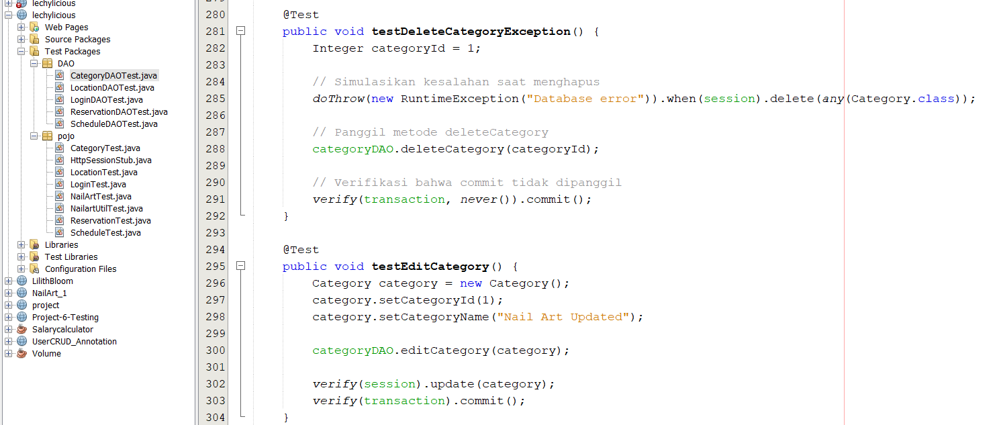 lechylicious
lechylicious
Web Pages
Source Packages
Test Packages
DAO
CategoryDAOTest.java
LocationDAOTest.java
LoginDAOTest.java
ReservationDAOTest.java
ScheduleDAOTest.java
pojo
CategoryTest.java
HttpSessionStub.java
LocationTest.java
LoginTest.java
NailArtTest.java
NailartUtilTest.java
ReservationTest.java
ScheduleTest.java
Libraries
Test Libraries
Configuration Files
LilithBloom
NailArt_1
project
Project-6-Testing
Salarycalculator
UserCRUD_Annotation
Volume
280 @Test
281 public void testDeleteCategoryException() {
282 Integer categoryId = 1;
283
284 // Simulasikan kesalahan saat menghapus
285 doThrow(new RuntimeException("Database error")).when(session).delete(any(Category.class));
286
287 // Panggil metode deleteCategory
288 categoryDAO.deleteCategory(categoryId);
289
290 // Verifikasi bahwa commit tidak dipanggil
291 verify(transaction, never()).commit();
292 }
293
294 @Test
295 public void testEditCategory() {
296 Category category = new Category();
297 category.setCategoryId(1);
298 category.setCategoryName("Nail Art Updated");
299
300 categoryDAO.editCategory(category);
301
302 verify(session).update(category);
303 verify(transaction).commit();
304 }